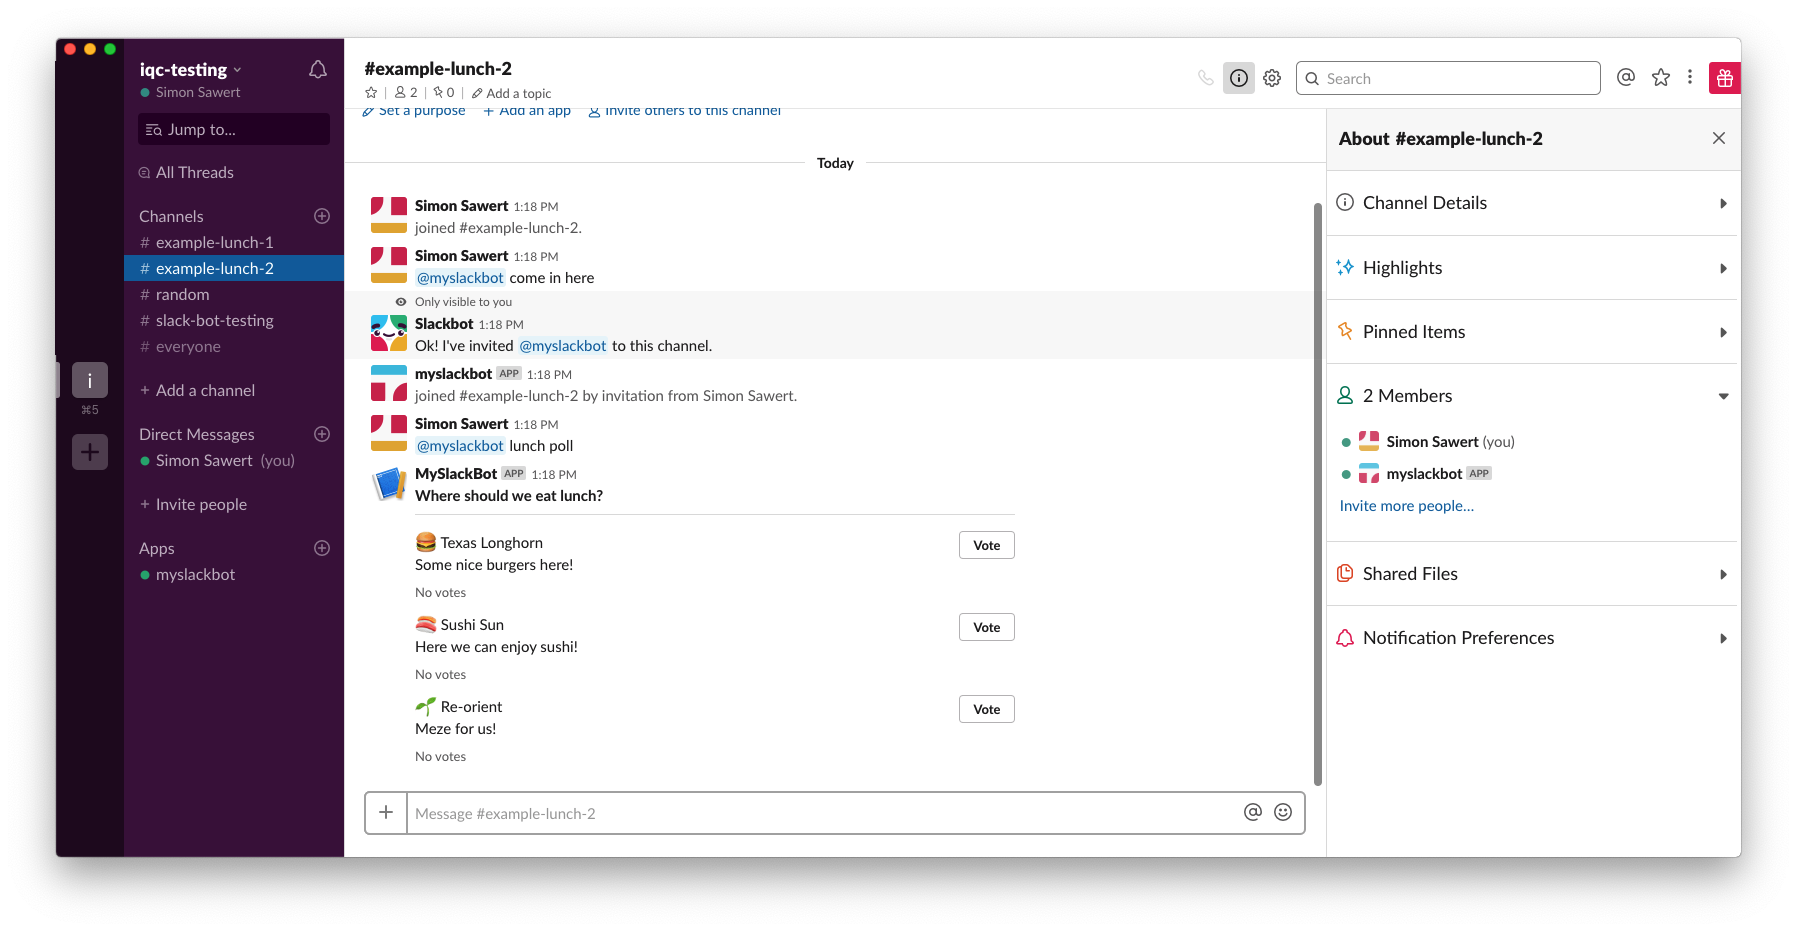 iqc-testing
Simon Sawert
Jump to...
All Threads
Channels
# example-lunch-1
# example-lunch-2
# random
# slack-bot-testing
# everyone
+ Add a channel
Direct Messages
Simon Sawert (you)
+ Invite people
Apps
myslackbot
i
⌘5
#example-lunch-2
2 | 0 | Add a topic
Search
Set a purpose + Add an app Invite others to this channel
Today
Simon Sawert 1:18 PM
joined #example-lunch-2.
Simon Sawert 1:18 PM
@myslackbot come in here
Only visible to you
Slackbot 1:18 PM
Ok! I've invited @myslackbot to this channel.
myslackbot APP 1:18 PM
joined #example-lunch-2 by invitation from Simon Sawert.
Simon Sawert 1:18 PM
@myslackbot lunch poll
MySlackBot APP 1:18 PM
Where should we eat lunch?
Texas Longhorn
Vote
Some nice burgers here!
No votes
Sushi Sun
Vote
Here we can enjoy sushi!
No votes
Re-orient
Vote
Meze for us!
No votes
Message #example-lunch-2
About #example-lunch-2
Channel Details
Highlights
Pinned Items
2 Members
Simon Sawert (you)
myslackbot APP
Invite more people...
Shared Files
Notification Preferences